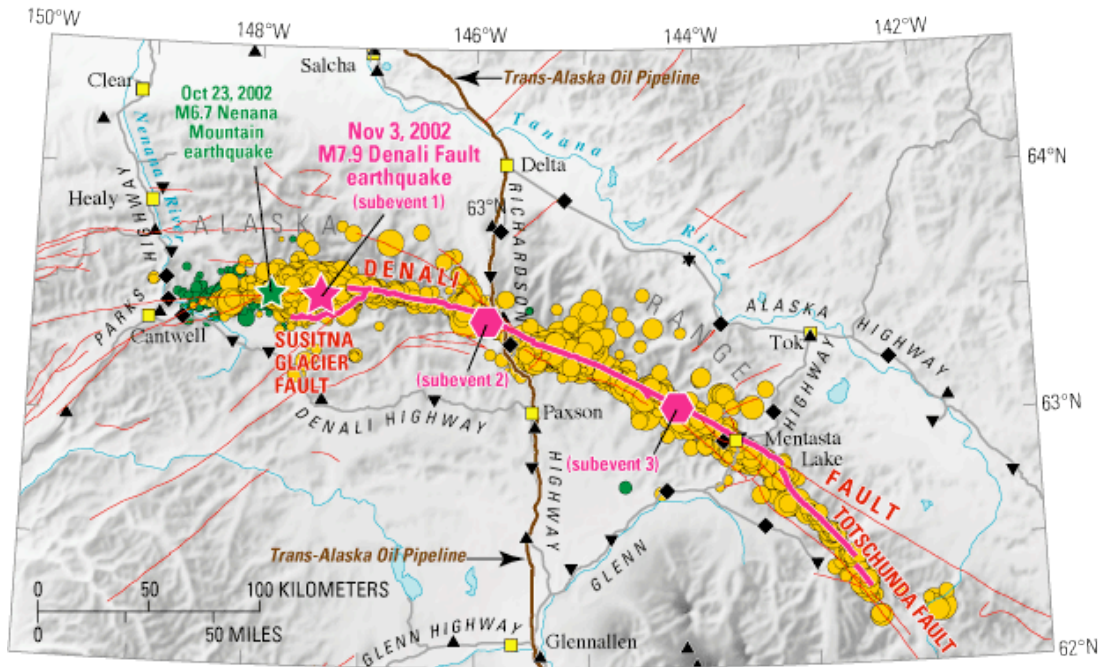 150°W
148°W
146°W
144°W
142°W
Clear
Salcha
Trans-Alaska Oil Pipeline
Oct 23, 2002
M6.7 Nenana
Mountain
earthquake
Nov 3, 2002
M7.9 Denali Fault
earthquake
(subevent 1)
Nenana River
Tanana
River
Delta
64°N
Healy
PARKS HIGHWAY
ALASKA
63°N
RICHARDSON
DENALI
RANGE
ALASKA HIGHWAY
Cantwell
Tok
HIGHWAY
SUSITNA
GLACIER
FAULT
(subevent 2)
DENALI HIGHWAY
Paxson
63°N
Mentasta
Lake
(subevent 3)
HIGHWAY
FAULT
TOTSCHUNDA FAULT
Trans-Alaska Oil Pipeline
GLENN
0 50 100 KILOMETERS
0 50 MILES
GLENN HIGHWAY
Glennallen
62°N